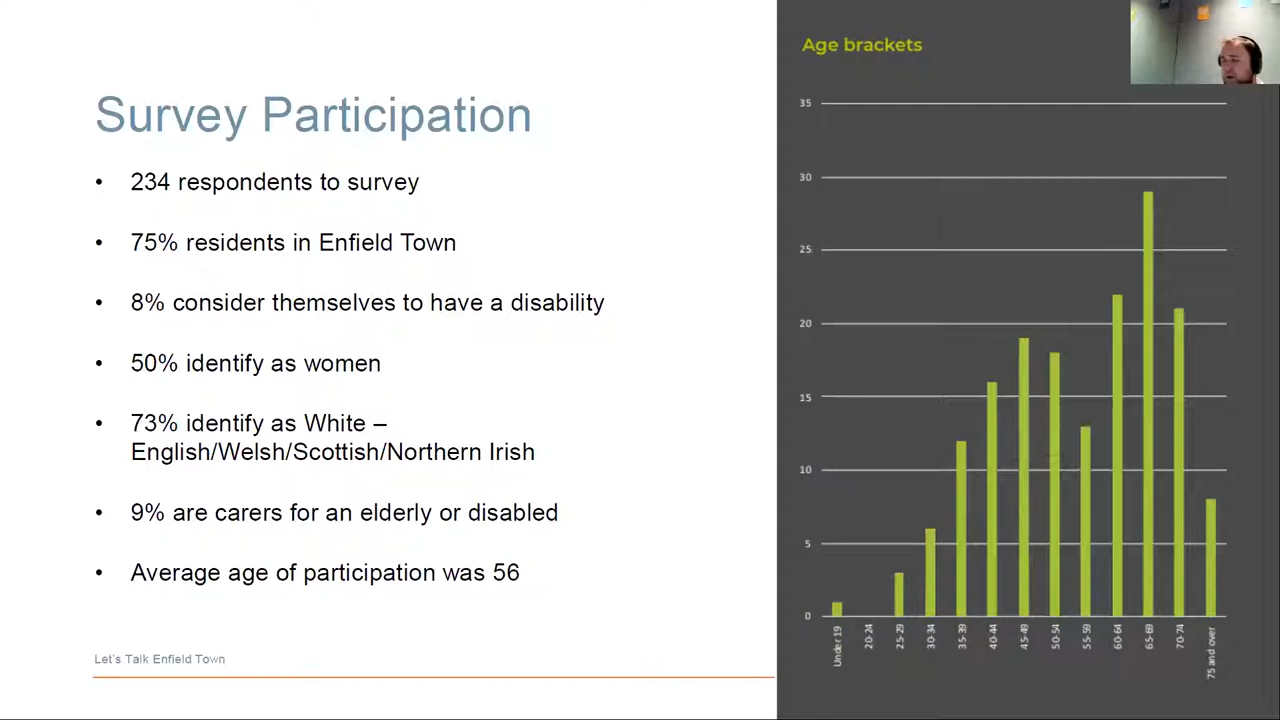 Survey Participation
• 234 respondents to survey
• 75% residents in Enfield Town
• 8% consider themselves to have a disability
• 50% identify as women
• 73% identify as White –
English/Welsh/Scottish/Northern Irish
• 9% are carers for an elderly or disabled
• Average age of participation was 56
Let's Talk Enfield Town
Age brackets
35
30
25
20
15
10
5
0
Under 19
20-24
25-29
30-34
35-39
40-44
45-49
50-54
55-59
60-64
65-69
70-74
75 and over